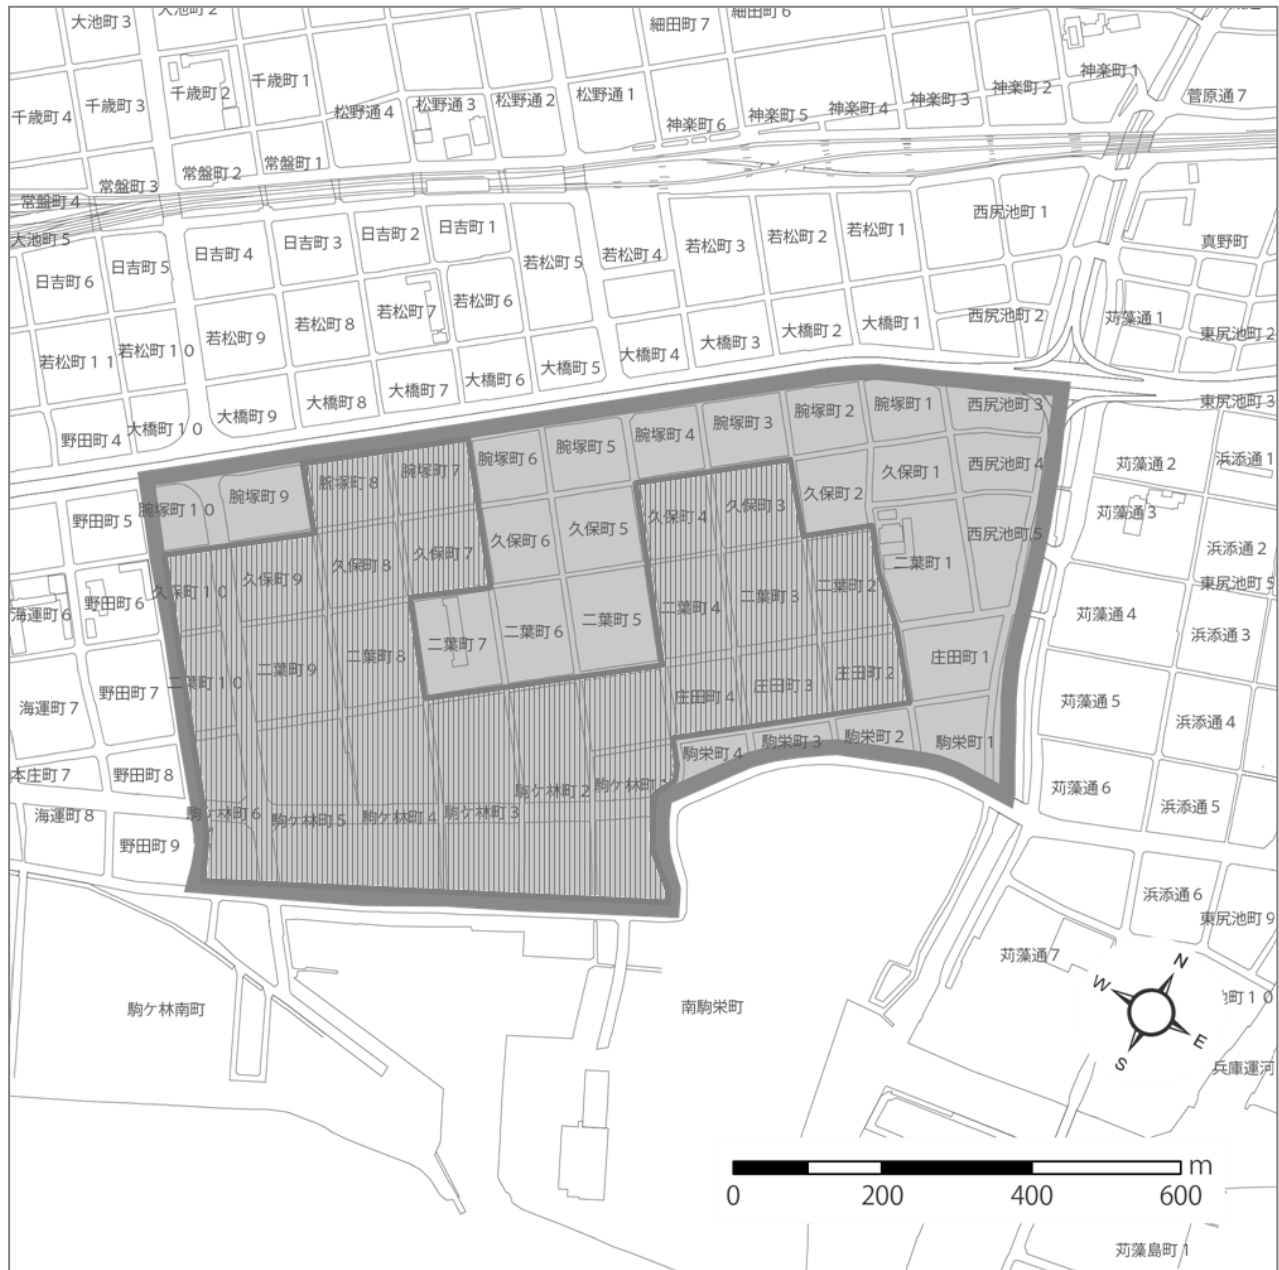 大池町３
大池町２
細田町７
細田町６
千歳町４
千歳町３
千歳町２
千歳町１
松野通４
松野通３
松野通２
松野通１
神楽町６
神楽町５
神楽町４
神楽町３
神楽町２
神楽町１
菅原通７
常盤町４
常盤町３
常盤町２
常盤町１
大池町５
日吉町６
日吉町５
日吉町４
日吉町３
日吉町２
日吉町１
若松町５
若松町４
若松町３
若松町２
若松町１
西尻池町１
真野町
若松町１１
若松町１０
若松町９
若松町８
若松町７
若松町６
西尻池町２
苅藻通１
東尻池町２
野田町４
大橋町１０
大橋町９
大橋町８
大橋町７
大橋町６
大橋町５
大橋町４
大橋町３
大橋町２
大橋町１
東尻池町３
腕塚町１０
腕塚町９
腕塚町８
腕塚町７
腕塚町６
腕塚町５
腕塚町４
腕塚町３
腕塚町２
腕塚町１
西尻池町３
西尻池町４
苅藻通２
浜添通１
野田町５
久保町１０
久保町９
久保町８
久保町７
久保町６
久保町５
久保町４
久保町３
久保町２
久保町１
西尻池町５
苅藻通３
浜添通２
東尻池町５
海運町６
野田町６
二葉町１０
二葉町９
二葉町８
二葉町７
二葉町６
二葉町５
二葉町４
二葉町３
二葉町２
二葉町１
苅藻通４
浜添通３
海運町７
野田町７
庄田町４
庄田町３
庄田町２
庄田町１
苅藻通５
浜添通４
本庄町７
野田町８
駒栄町４
駒栄町３
駒栄町２
駒栄町１
苅藻通６
浜添通５
海運町８
野田町９
駒ケ林町６
駒ケ林町５
駒ケ林町４
駒ケ林町３
駒ケ林町２
駒ケ林町１
浜添通６
東尻池町９
苅藻通７
駒ケ林南町
南駒栄町
町１０
兵庫運河
N
W
E
S
m
0 200 400 600
苅藻島町１